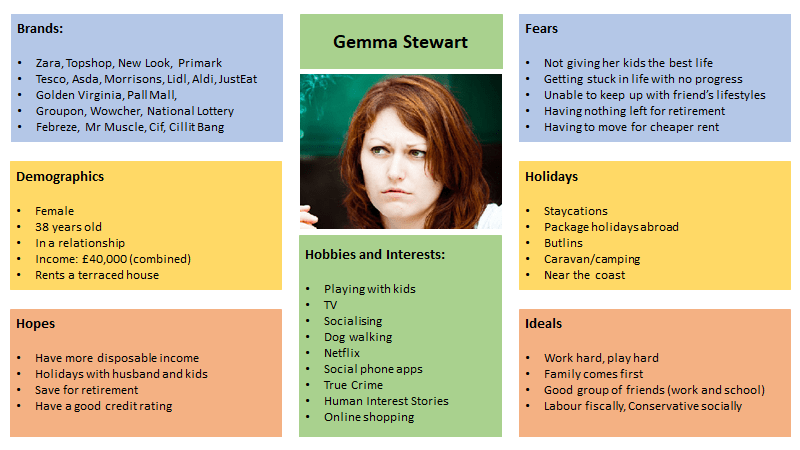 Brands:
• Zara, Topshop, New Look, Primark
• Tesco, Asda, Morrisons, Lidl, Aldi, JustEat
• Golden Virginia, Pall Mall,
• Groupon, Wowcher, National Lottery
• Febreze, Mr Muscle, Cif, Cillit Bang
Demographics
• Female
• 38 years old
• In a relationship
• Income: £40,000 (combined)
• Rents a terraced house
Hopes
• Have more disposable income
• Holidays with husband and kids
• Save for retirement
• Have a good credit rating
Gemma Stewart
Hobbies and Interests:
• Playing with kids
• TV
• Socialising
• Dog walking
• Netflix
• Social phone apps
• True Crime
• Human Interest Stories
• Online shopping
Fears
• Not giving her kids the best life
• Getting stuck in life with no progress
• Unable to keep up with friend's lifestyles
• Having nothing left for retirement
• Having to move for cheaper rent
Holidays
• Staycations
• Package holidays abroad
• Butlins
• Caravan/camping
• Near the coast
Ideals
• Work hard, play hard
• Family comes first
• Good group of friends (work and school)
• Labour fiscally, Conservative socially